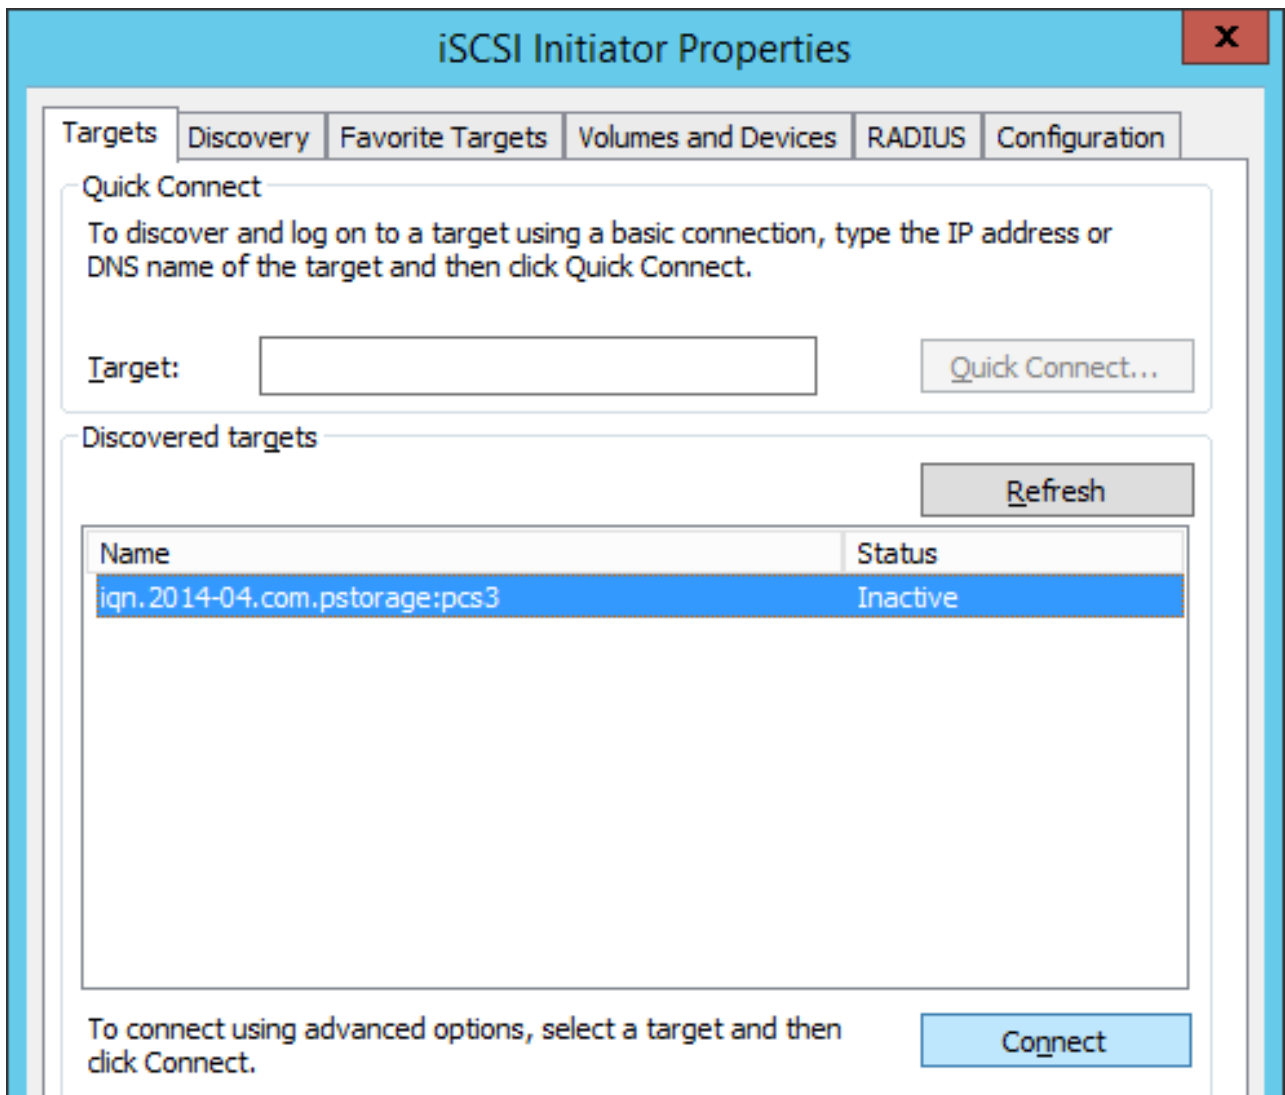 iSCSI Initiator Properties
x
Targets Discovery Favorite Targets Volumes and Devices RADIUS Configuration
Quick Connect
To discover and log on to a target using a basic connection, type the IP address or
DNS name of the target and then click Quick Connect.
Target: Quick Connect...
Discovered targets
Refresh
Name Status
iqn.2014-04.com.pstorage:pcs3 Inactive
To connect using advanced options, select a target and then
click Connect.
Connect